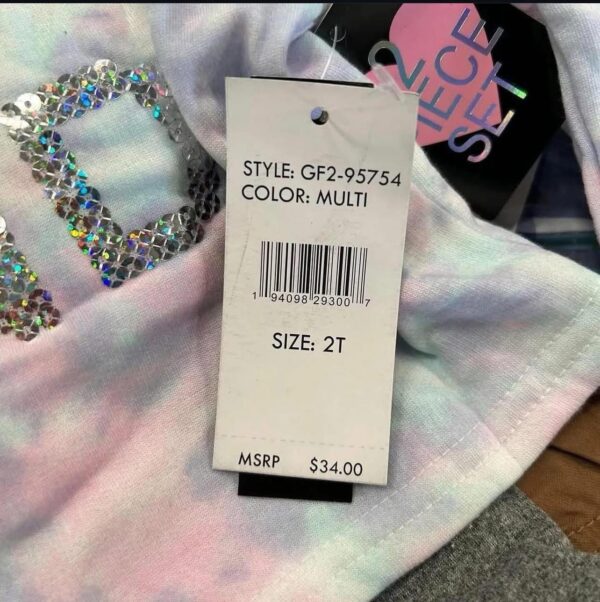 2
PIECE
SET
STYLE: GF2-95754
COLOR: MULTI
1 94098 29300 7
SIZE: 2T
MSRP $34.00